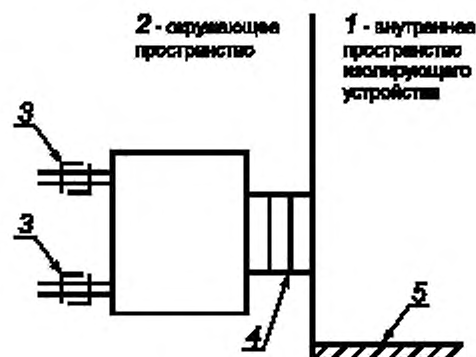 2 - окружающее
пространство
1 - внутреннее
пространство
изолирующего
устройства
3
3
4
5